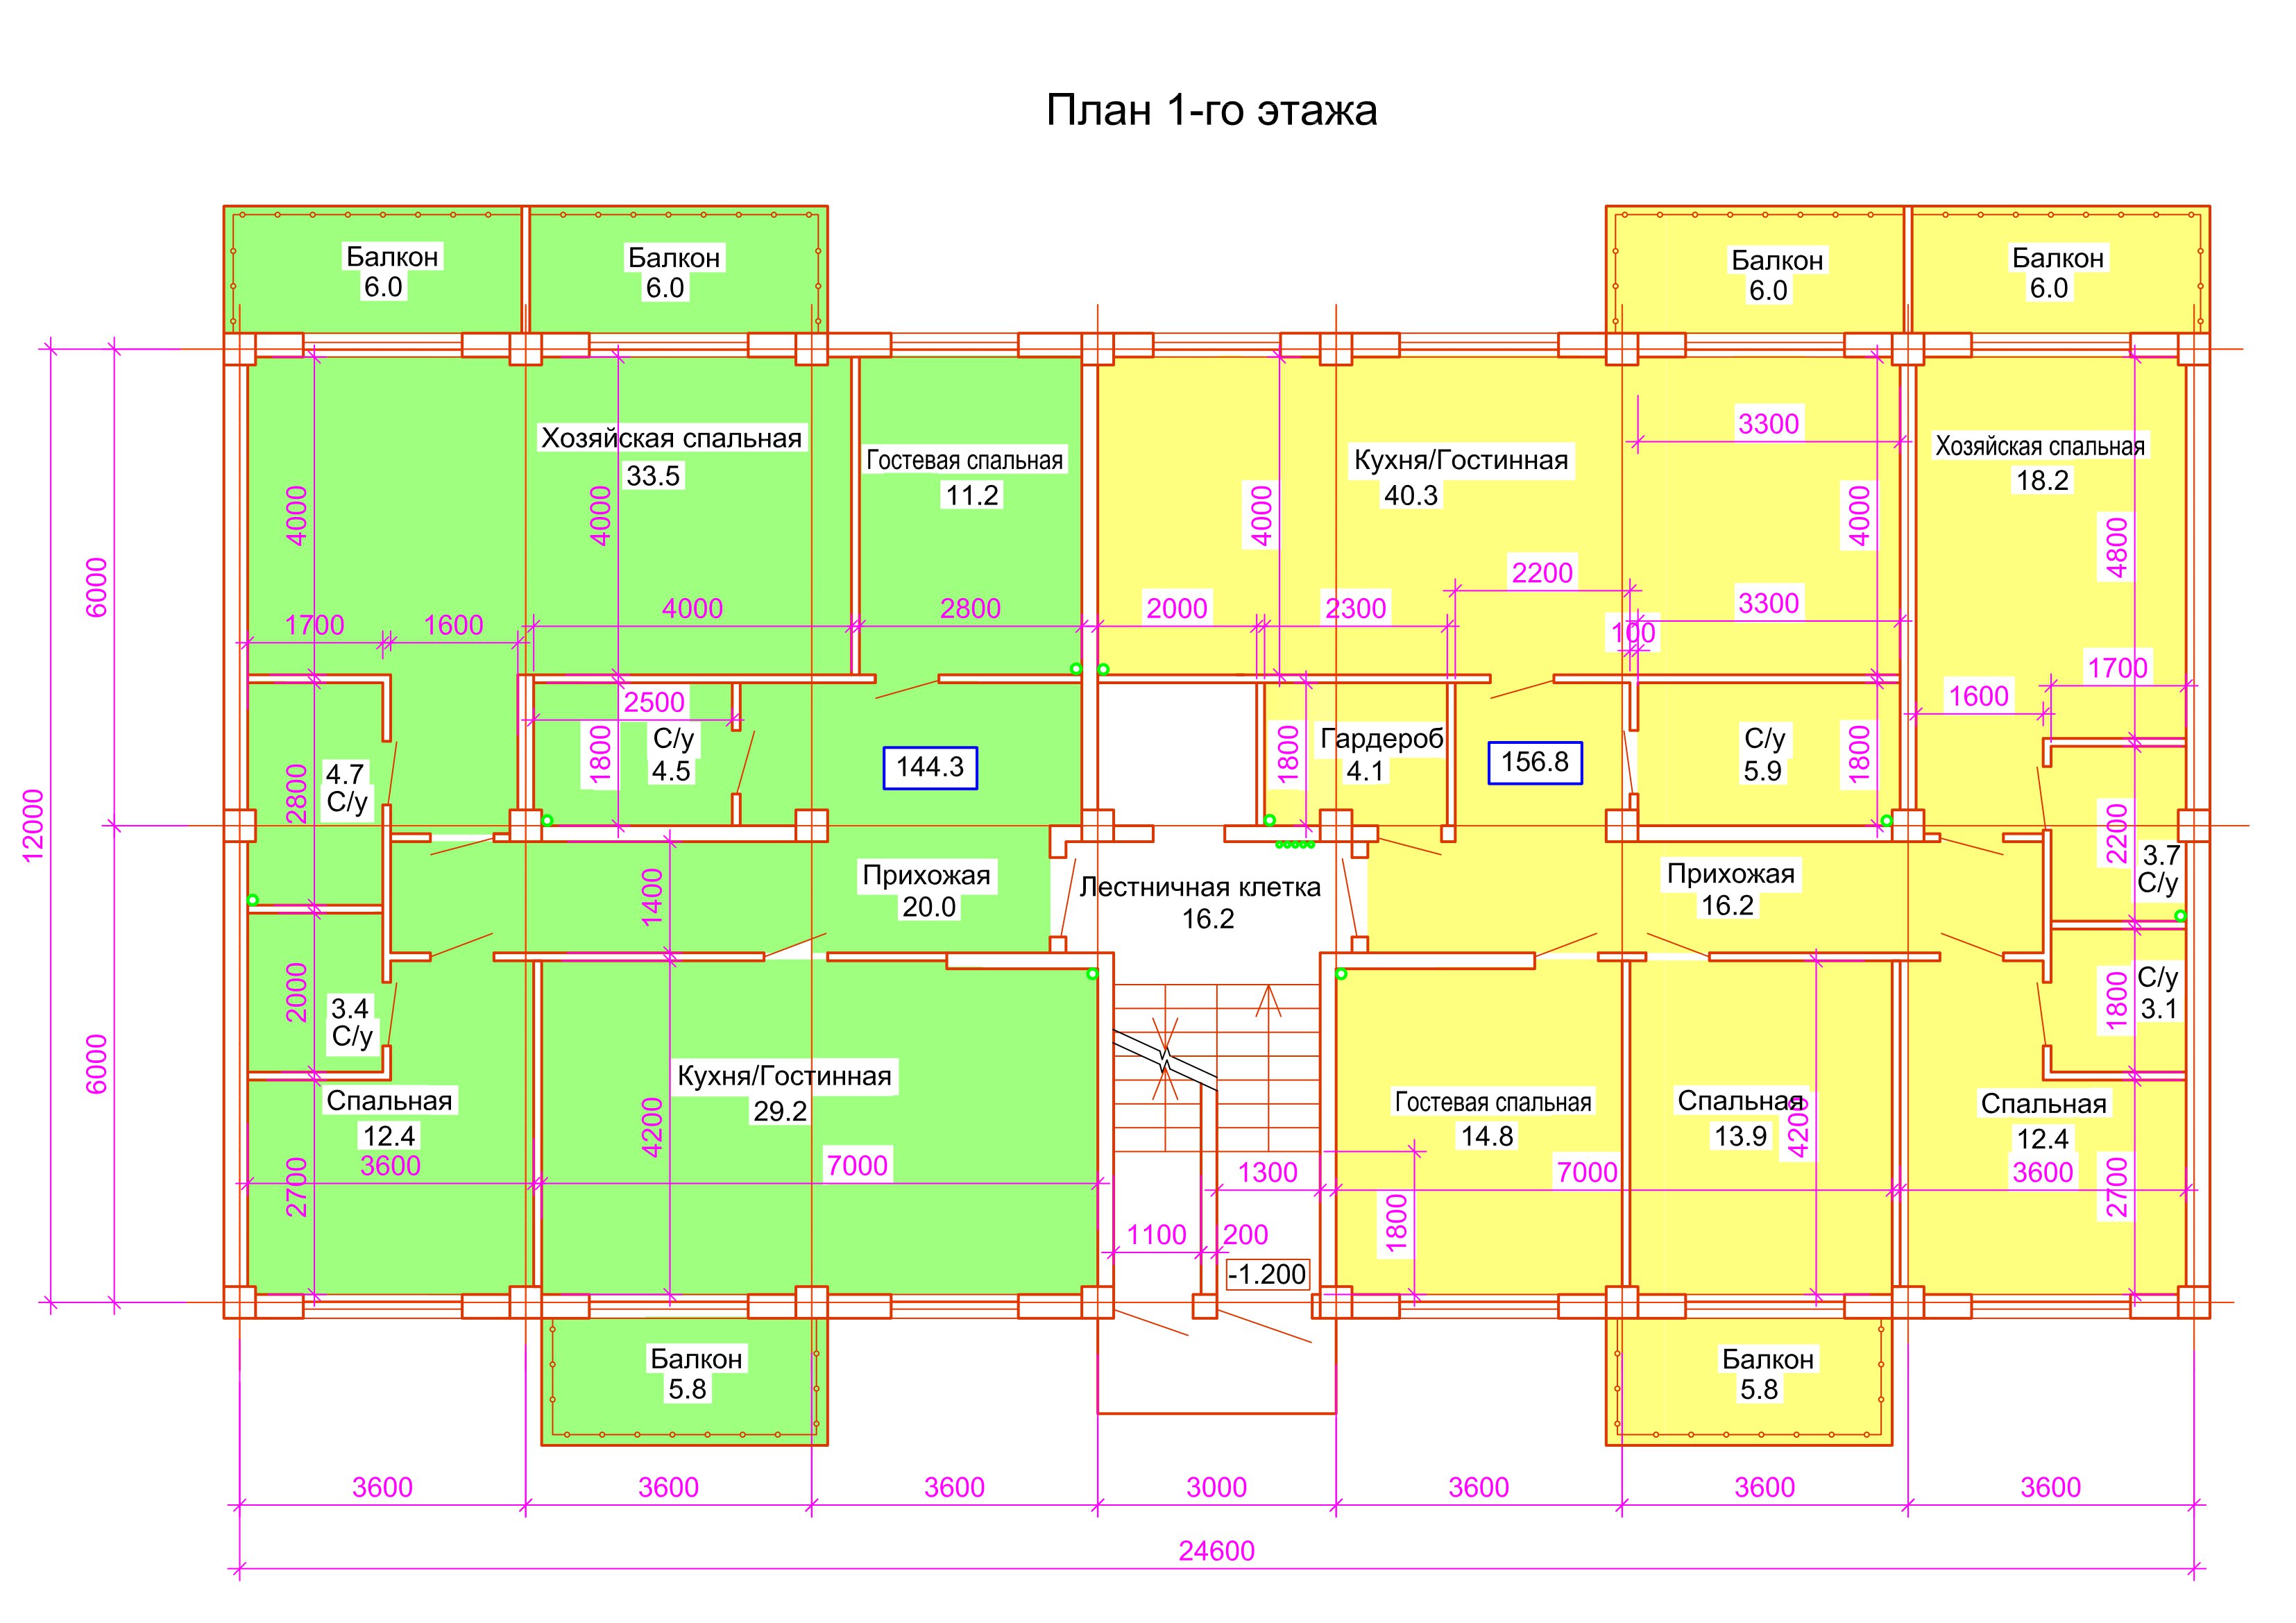 План 1-го этажа
Балкон
6.0
Балкон
6.0
Балкон
6.0
Балкон
6.0
Хозяйская спальная
33.5
Гостевая спальная
11.2
Кухня/Гостинная
40.3
3300
Хозяйская спальная
18.2
4000
4000
4000
4000
4800
6000
2200
1700
1600
4000
2800
2000
2300
3300
100
1700
1600
2500
1800
С/у
4.5
144.3
Гардероб
4.1
1800
156.8
С/у
5.9
1800
4.7
С/у
2800
12000
2200
3.7
С/у
Прихожая
20.0
1400
Лестничная клетка
16.2
Прихожая
16.2
3.4
С/у
2000
1800
С/у
3.1
6000
Кухня/Гостинная
29.2
4200
Спальная
12.4
3600
2700
7000
Гостевая спальная
14.8
Спальная
13.9
4200
Спальная
12.4
3600
2700
1300
7000
1800
1100
200
-1.200
Балкон
5.8
Балкон
5.8
3600
3600
3600
3000
3600
3600
3600
24600